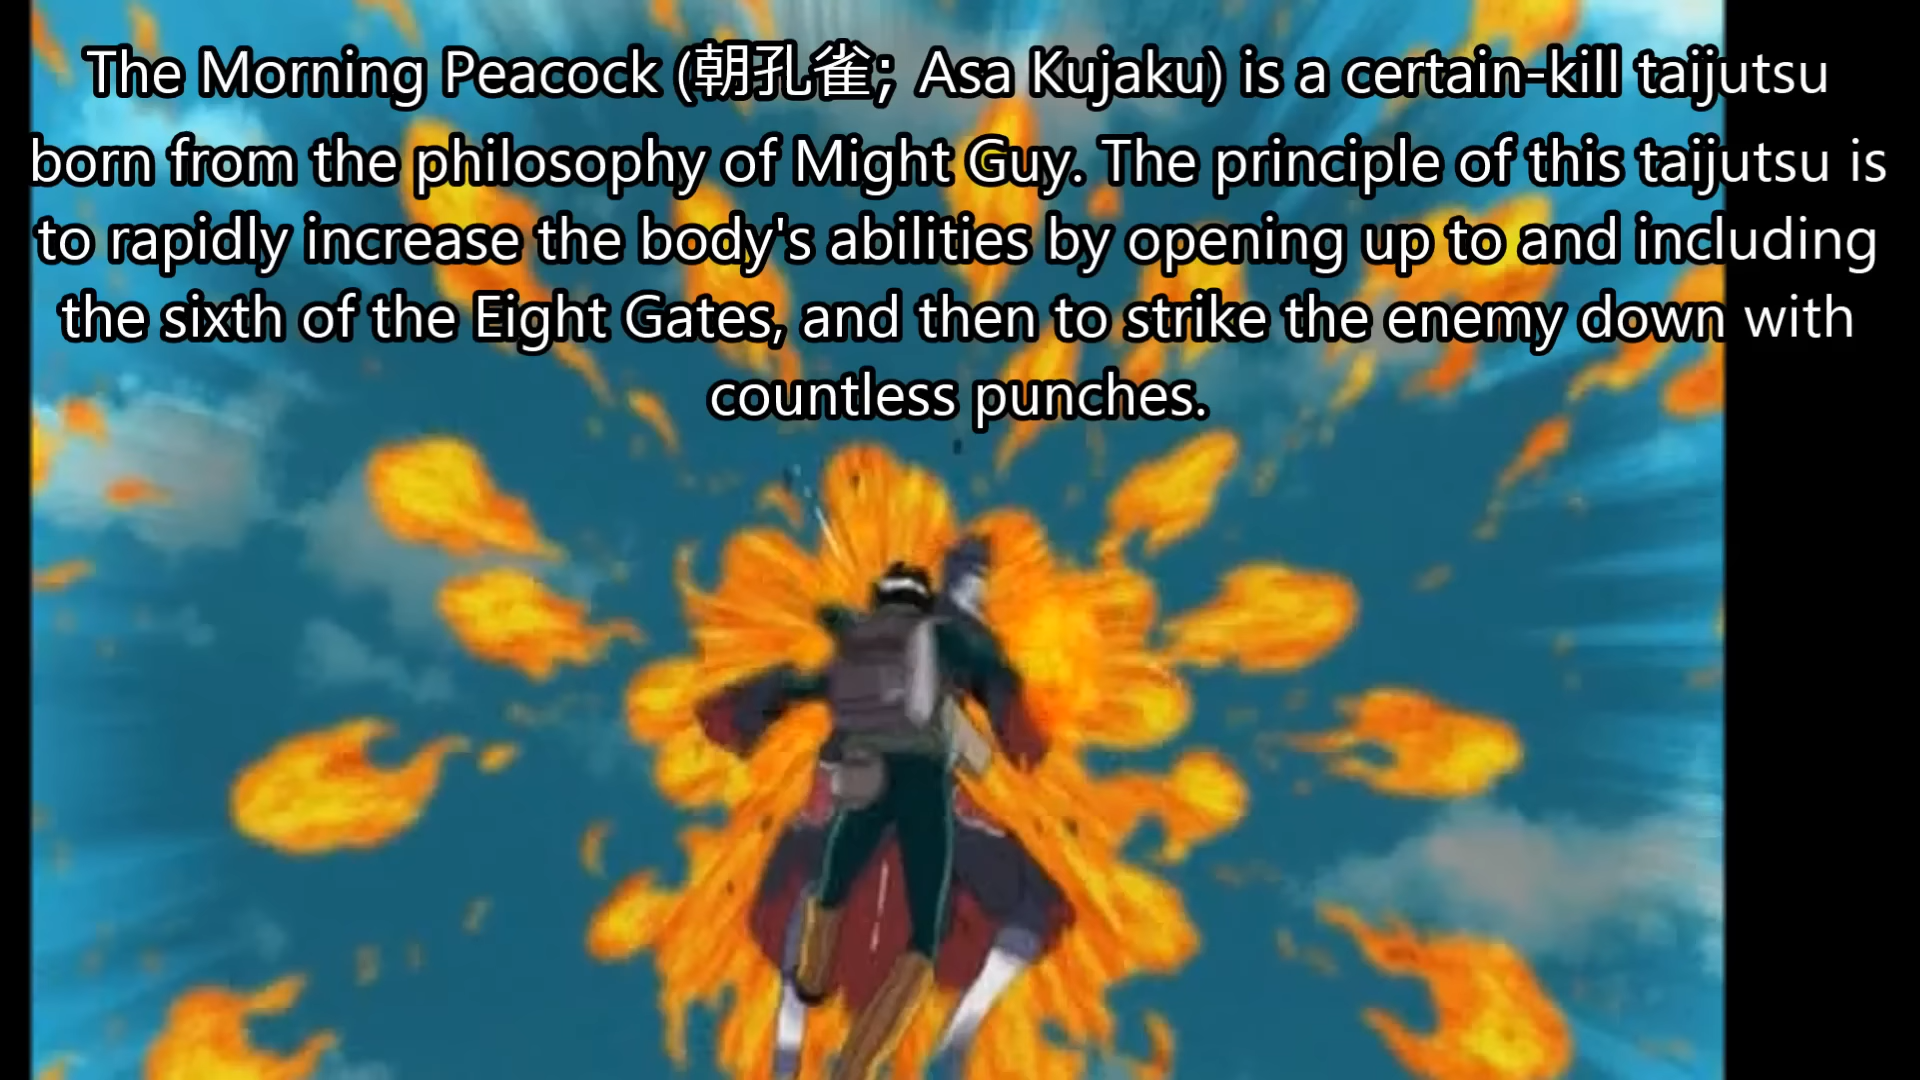 The Morning Peacock (朝孔雀; Asa Kujaku) is a certain-kill taijutsu
born from the philosophy of Might Guy. The principle of this taijutsu is
to rapidly increase the body's abilities by opening up to and including
the sixth of the Eight Gates, and then to strike the enemy down with
countless punches.